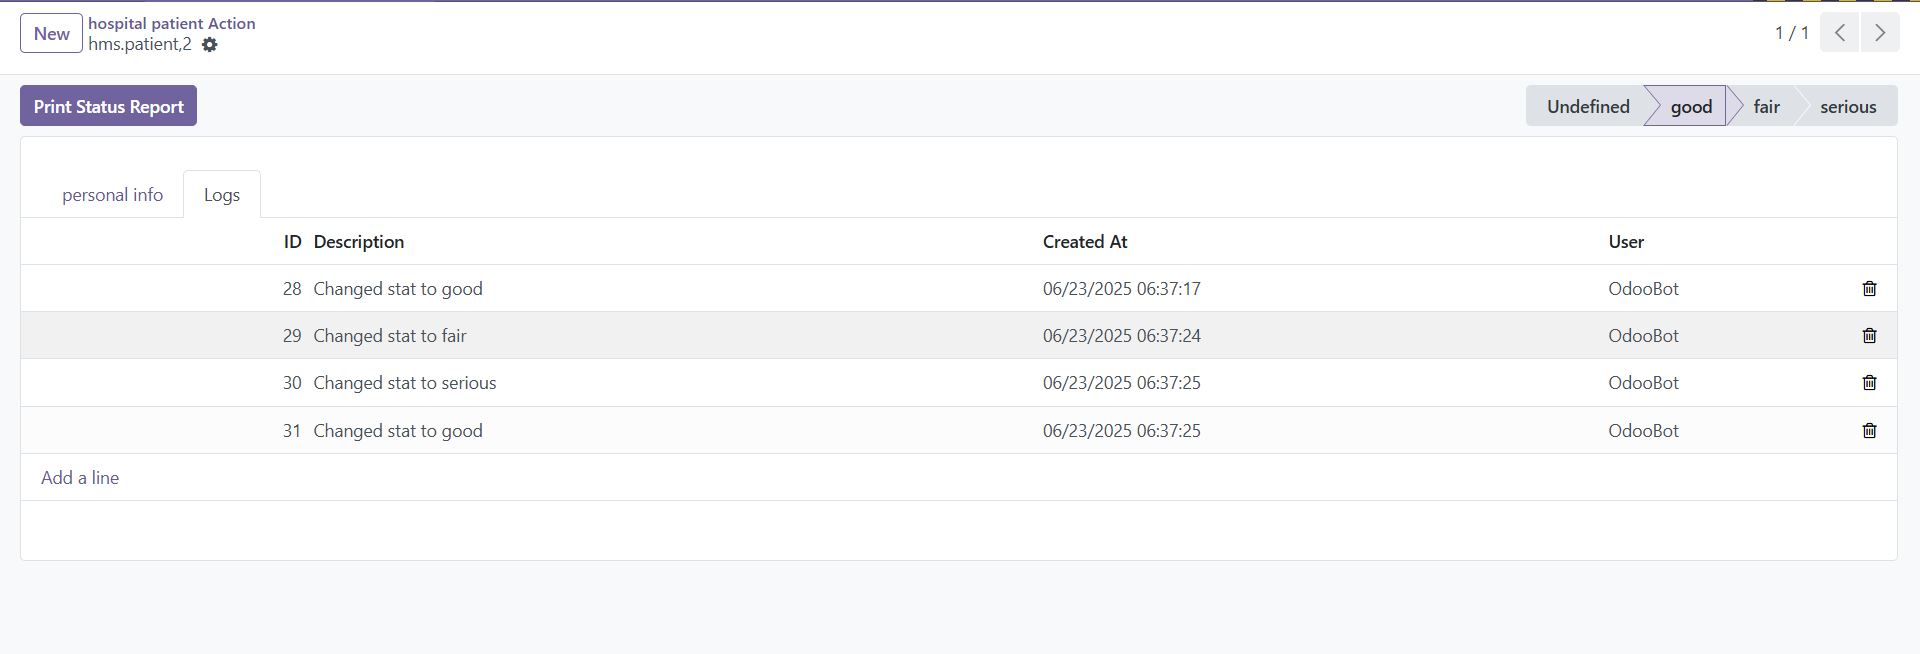 New
hospital patient Action
hms.patient,2
1 / 1
Print Status Report
Undefined good fair serious
personal info Logs
ID Description Created At User
28 Changed stat to good 06/23/2025 06:37:17 OdooBot
29 Changed stat to fair 06/23/2025 06:37:24 OdooBot
30 Changed stat to serious 06/23/2025 06:37:25 OdooBot
31 Changed stat to good 06/23/2025 06:37:25 OdooBot
Add a line